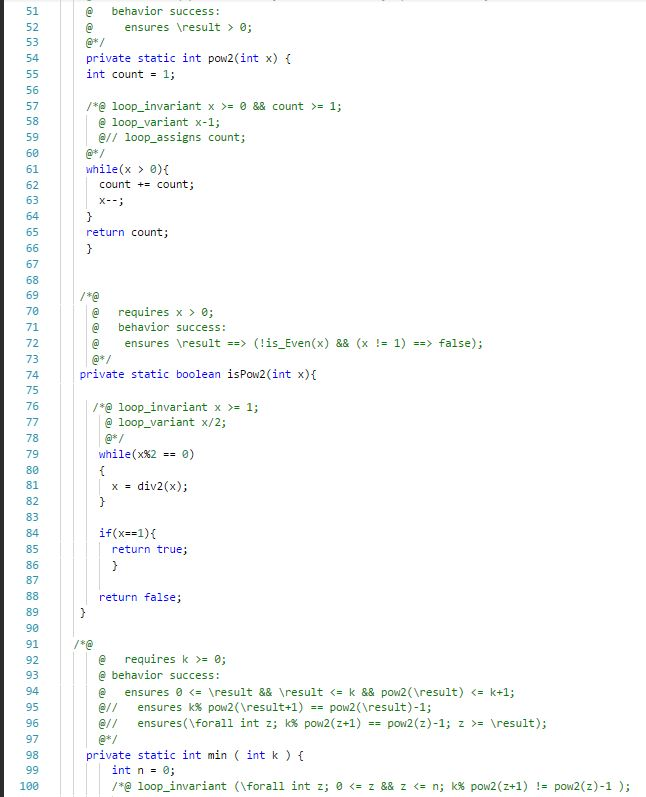 51 @ behavior success:
52 @ ensures \result > 0;
53 @*/
54 private static int pow2(int x) {
55 int count = 1;
56
57 /*@ loop_invariant x >= 0 && count >= 1;
58 @ loop_variant x-1;
59 @// loop_assigns count;
60 @*/
61 while(x > 0){
62 count += count;
63 x--;
64 }
65 return count;
66 }
67
68
69 /*@
70 @ requires x > 0;
71 @ behavior success:
72 @ ensures \result ==> (!is_Even(x) && (x != 1) ==> false);
73 @*/
74 private static boolean isPow2(int x){
75
76 /*@ loop_invariant x >= 1;
77 @ loop_variant x/2;
78 @*/
79 while(x%2 == 0)
80 {
81 x = div2(x);
82 }
83
84 if(x==1){
85 return true;
86 }
87
88 return false;
89 }
90
91 /*@
92 @ requires k >= 0;
93 @ behavior success:
94 @ ensures 0 <= \result && \result <= k && pow2(\result) <= k+1;
95 @// ensures k% pow2(\result+1) == pow2(\result)-1;
96 @// ensures(\forall int z; k% pow2(z+1) == pow2(z)-1; z >= \result);
97 @*/
98 private static int min ( int k ) {
99 int n = 0;
100 /*@ loop_invariant (\forall int z; 0 <= z && z <= n; k% pow2(z+1) != pow2(z)-1 );